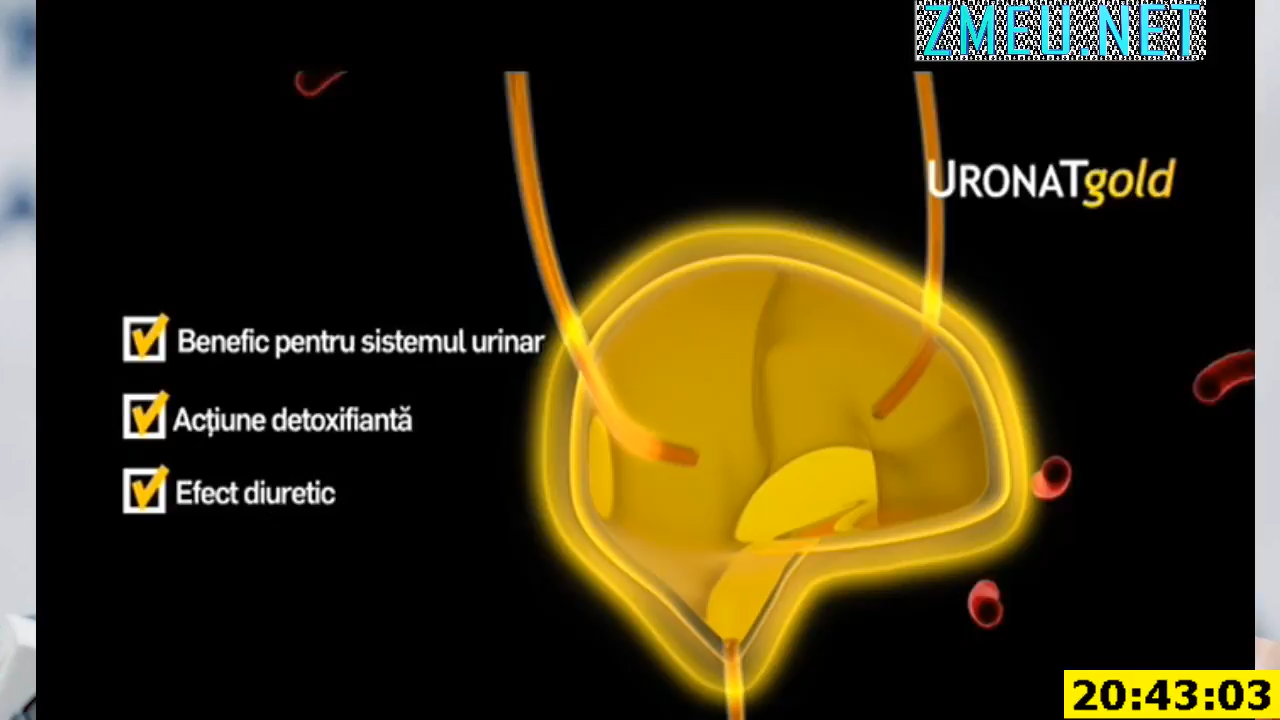 ZMEU.NET
URONATgold
Benefic pentru sistemul urinar
Acțiune detoxifiantă
Efect diuretic
20:43:03